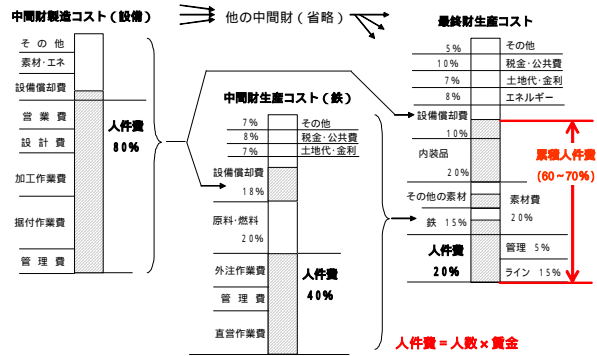 中間財製造コスト（設備）
その他
素材・エネ
設備償却費
営業費
設計費
加工作業費
据付作業費
管理費
人件費
80%
他の中間財（省略）
中間財生産コスト（鉄）
7% その他
8% 税金・公共費
7% 土地代・金利
設備償却費
18%
原料・燃料
20%
外注作業費
管理費
直営作業費
人件費
40%
最終財生産コスト
5% その他
10% 税金・公共費
7% 土地代・金利
8% エネルギー
設備償却費
10%
内装品
20%
その他の素材
鉄 15%
素材費
20%
人件費
20%
管理 5%
ライン 15%
累積人件費
(60~70%)
人件費=人数×賃金